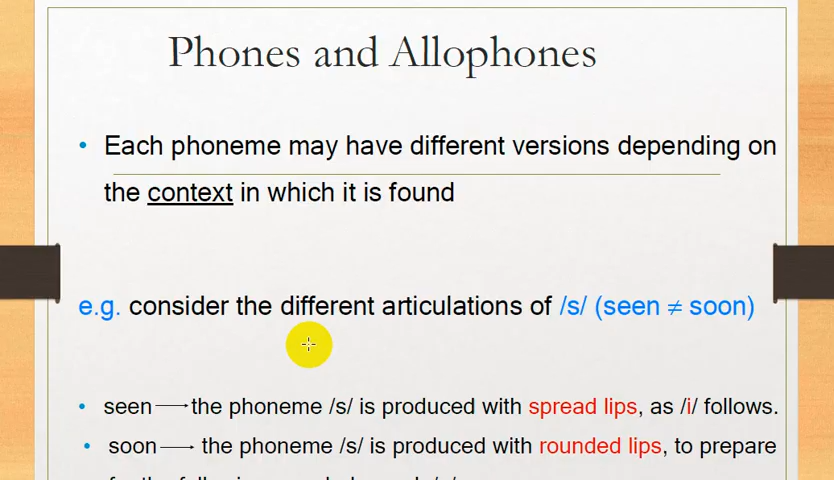 Phones and Allophones
• Each phoneme may have different versions depending on
the context in which it is found
e.g. consider the different articulations of /s/ (seen ≠ soon)
• seen → the phoneme /s/ is produced with spread lips, as /i/ follows.
• soon → the phoneme /s/ is produced with rounded lips, to prepare